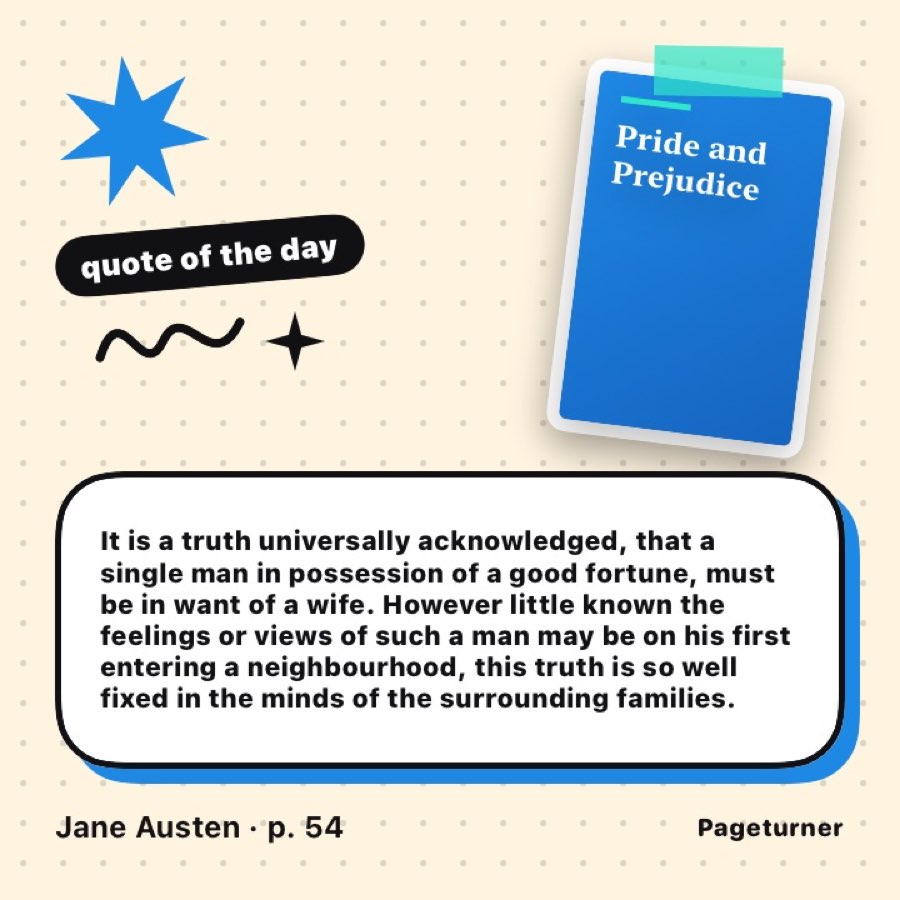 quote of the day
Pride and
Prejudice
It is a truth universally acknowledged, that a
single man in possession of a good fortune, must
be in want of a wife. However little known the
feelings or views of such a man may be on his first
entering a neighbourhood, this truth is so well
fixed in the minds of the surrounding families.
Jane Austen · p. 54
Pageturner